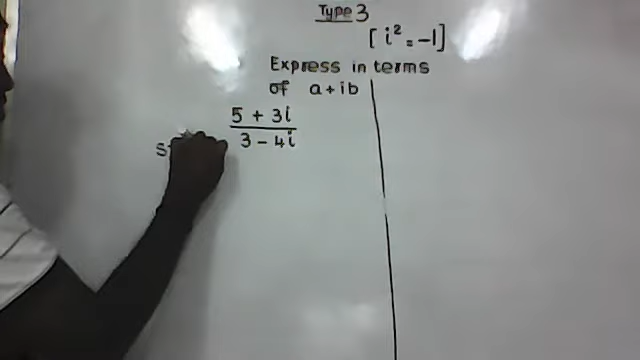 Type 3
[ i² = -1]
Express in terms
of a+ib
5 + 3i
3 - 4i